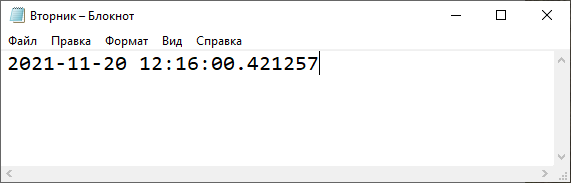 Вторник – Блокнот
Файл Правка Формат Вид Справка
2021-11-20 12:16:00.421257